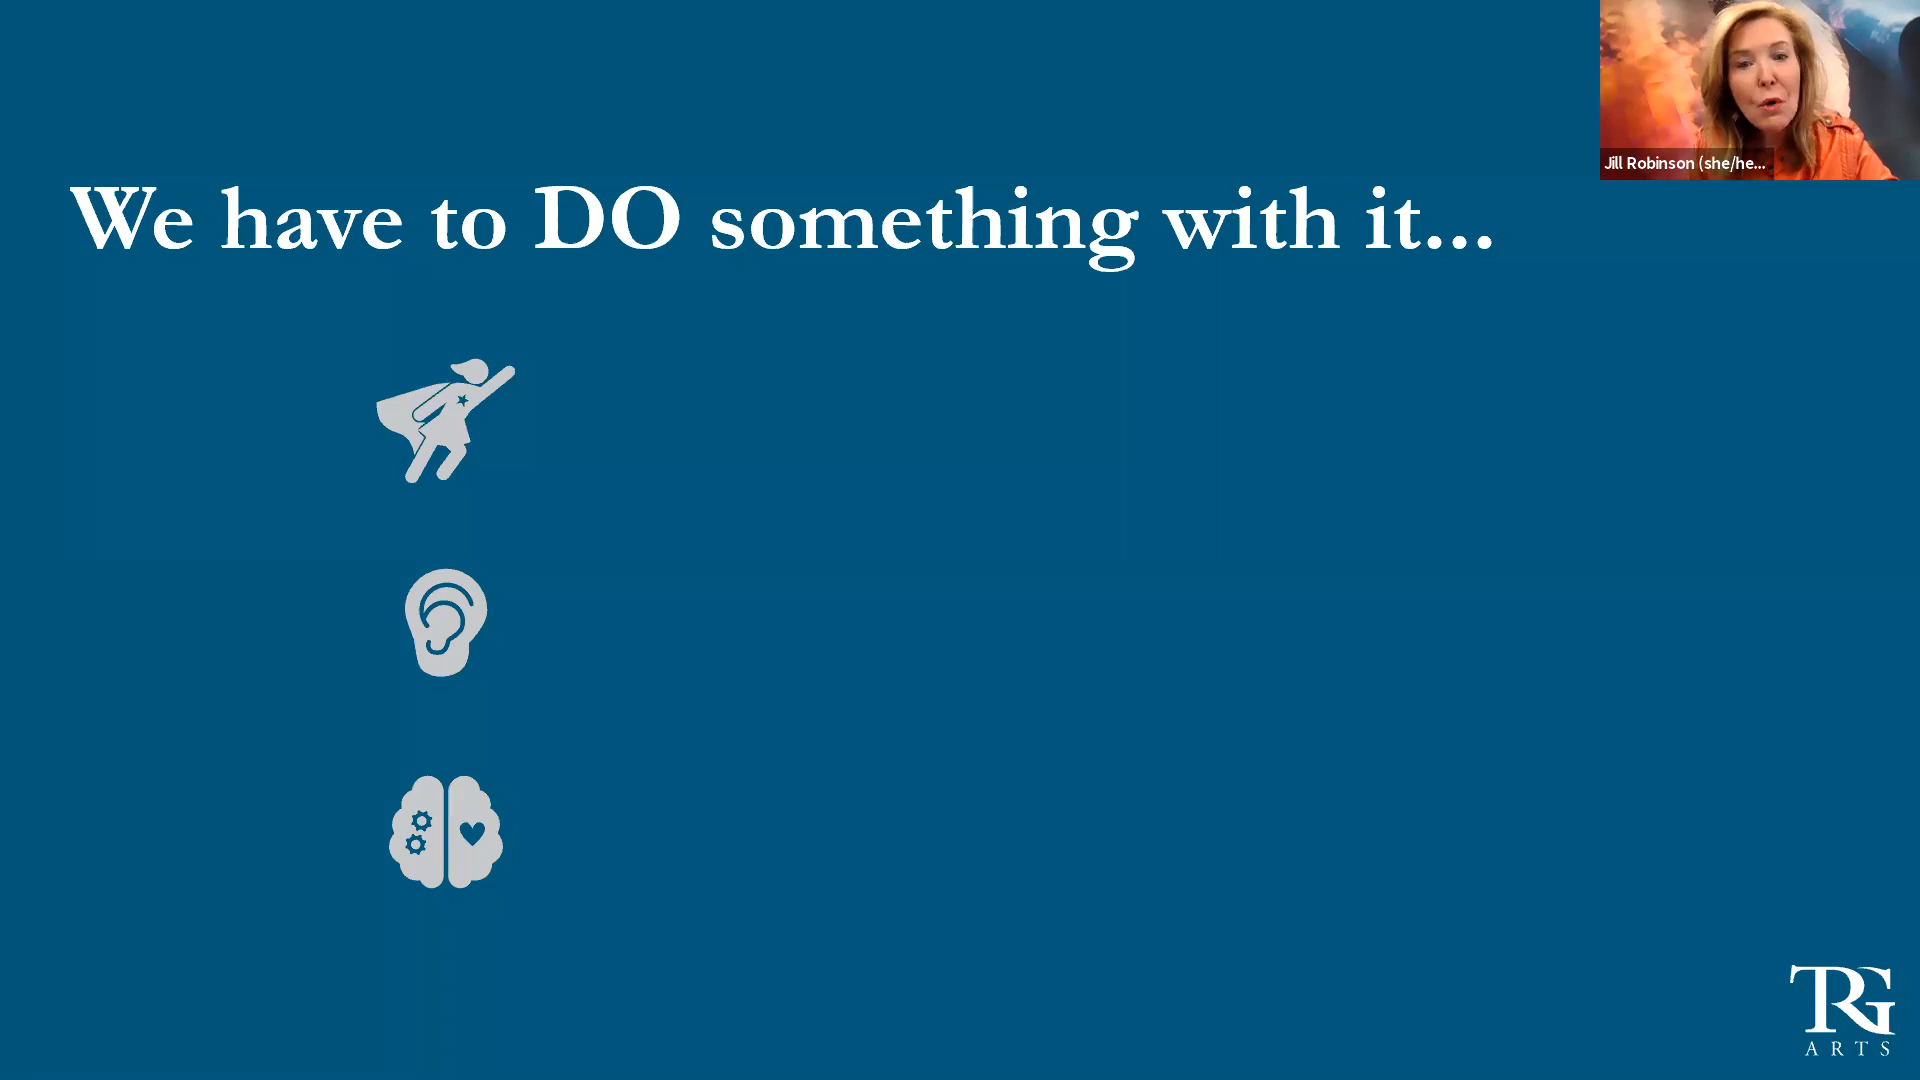 Jill Robinson (she/he...
We have to DO something with it...
TRG
ARTS